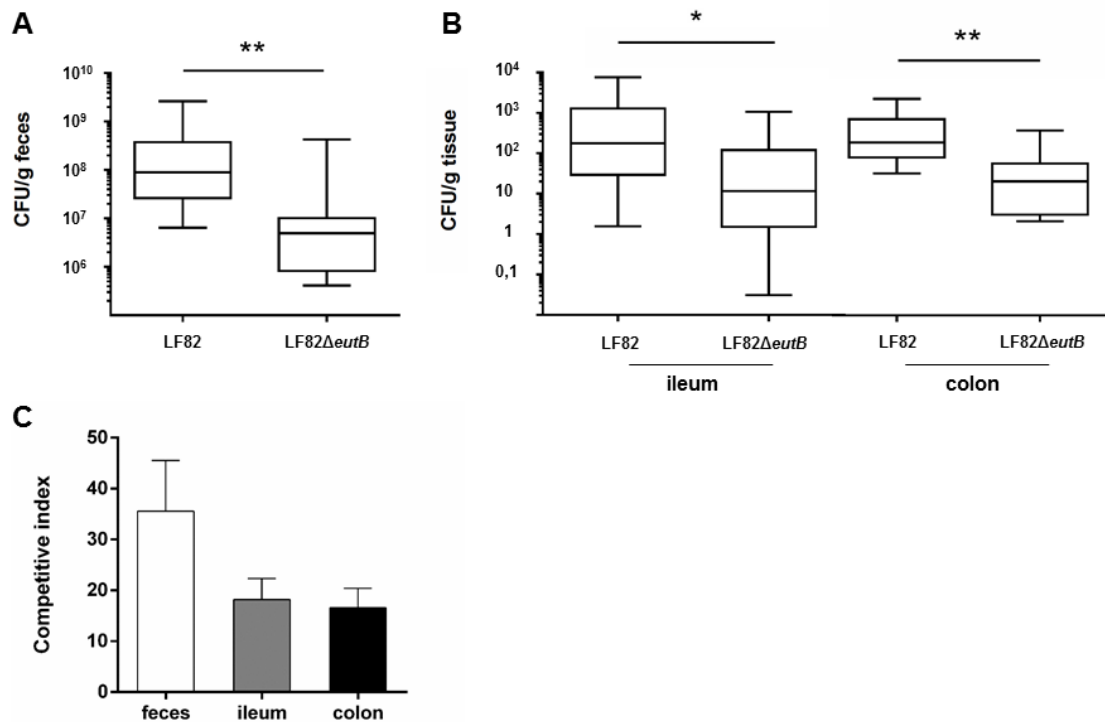 A
**
CFU/g feces
10¹⁰
10⁹
10⁸
10⁷
10⁶
LF82
LF82ΔeutB
B
*
**
CFU/g tissue
10⁴
10³
10²
10
1
0,1
LF82
LF82ΔeutB
LF82
LF82ΔeutB
ileum
colon
C
Competitive index
50
40
30
20
10
0
feces
ileum
colon